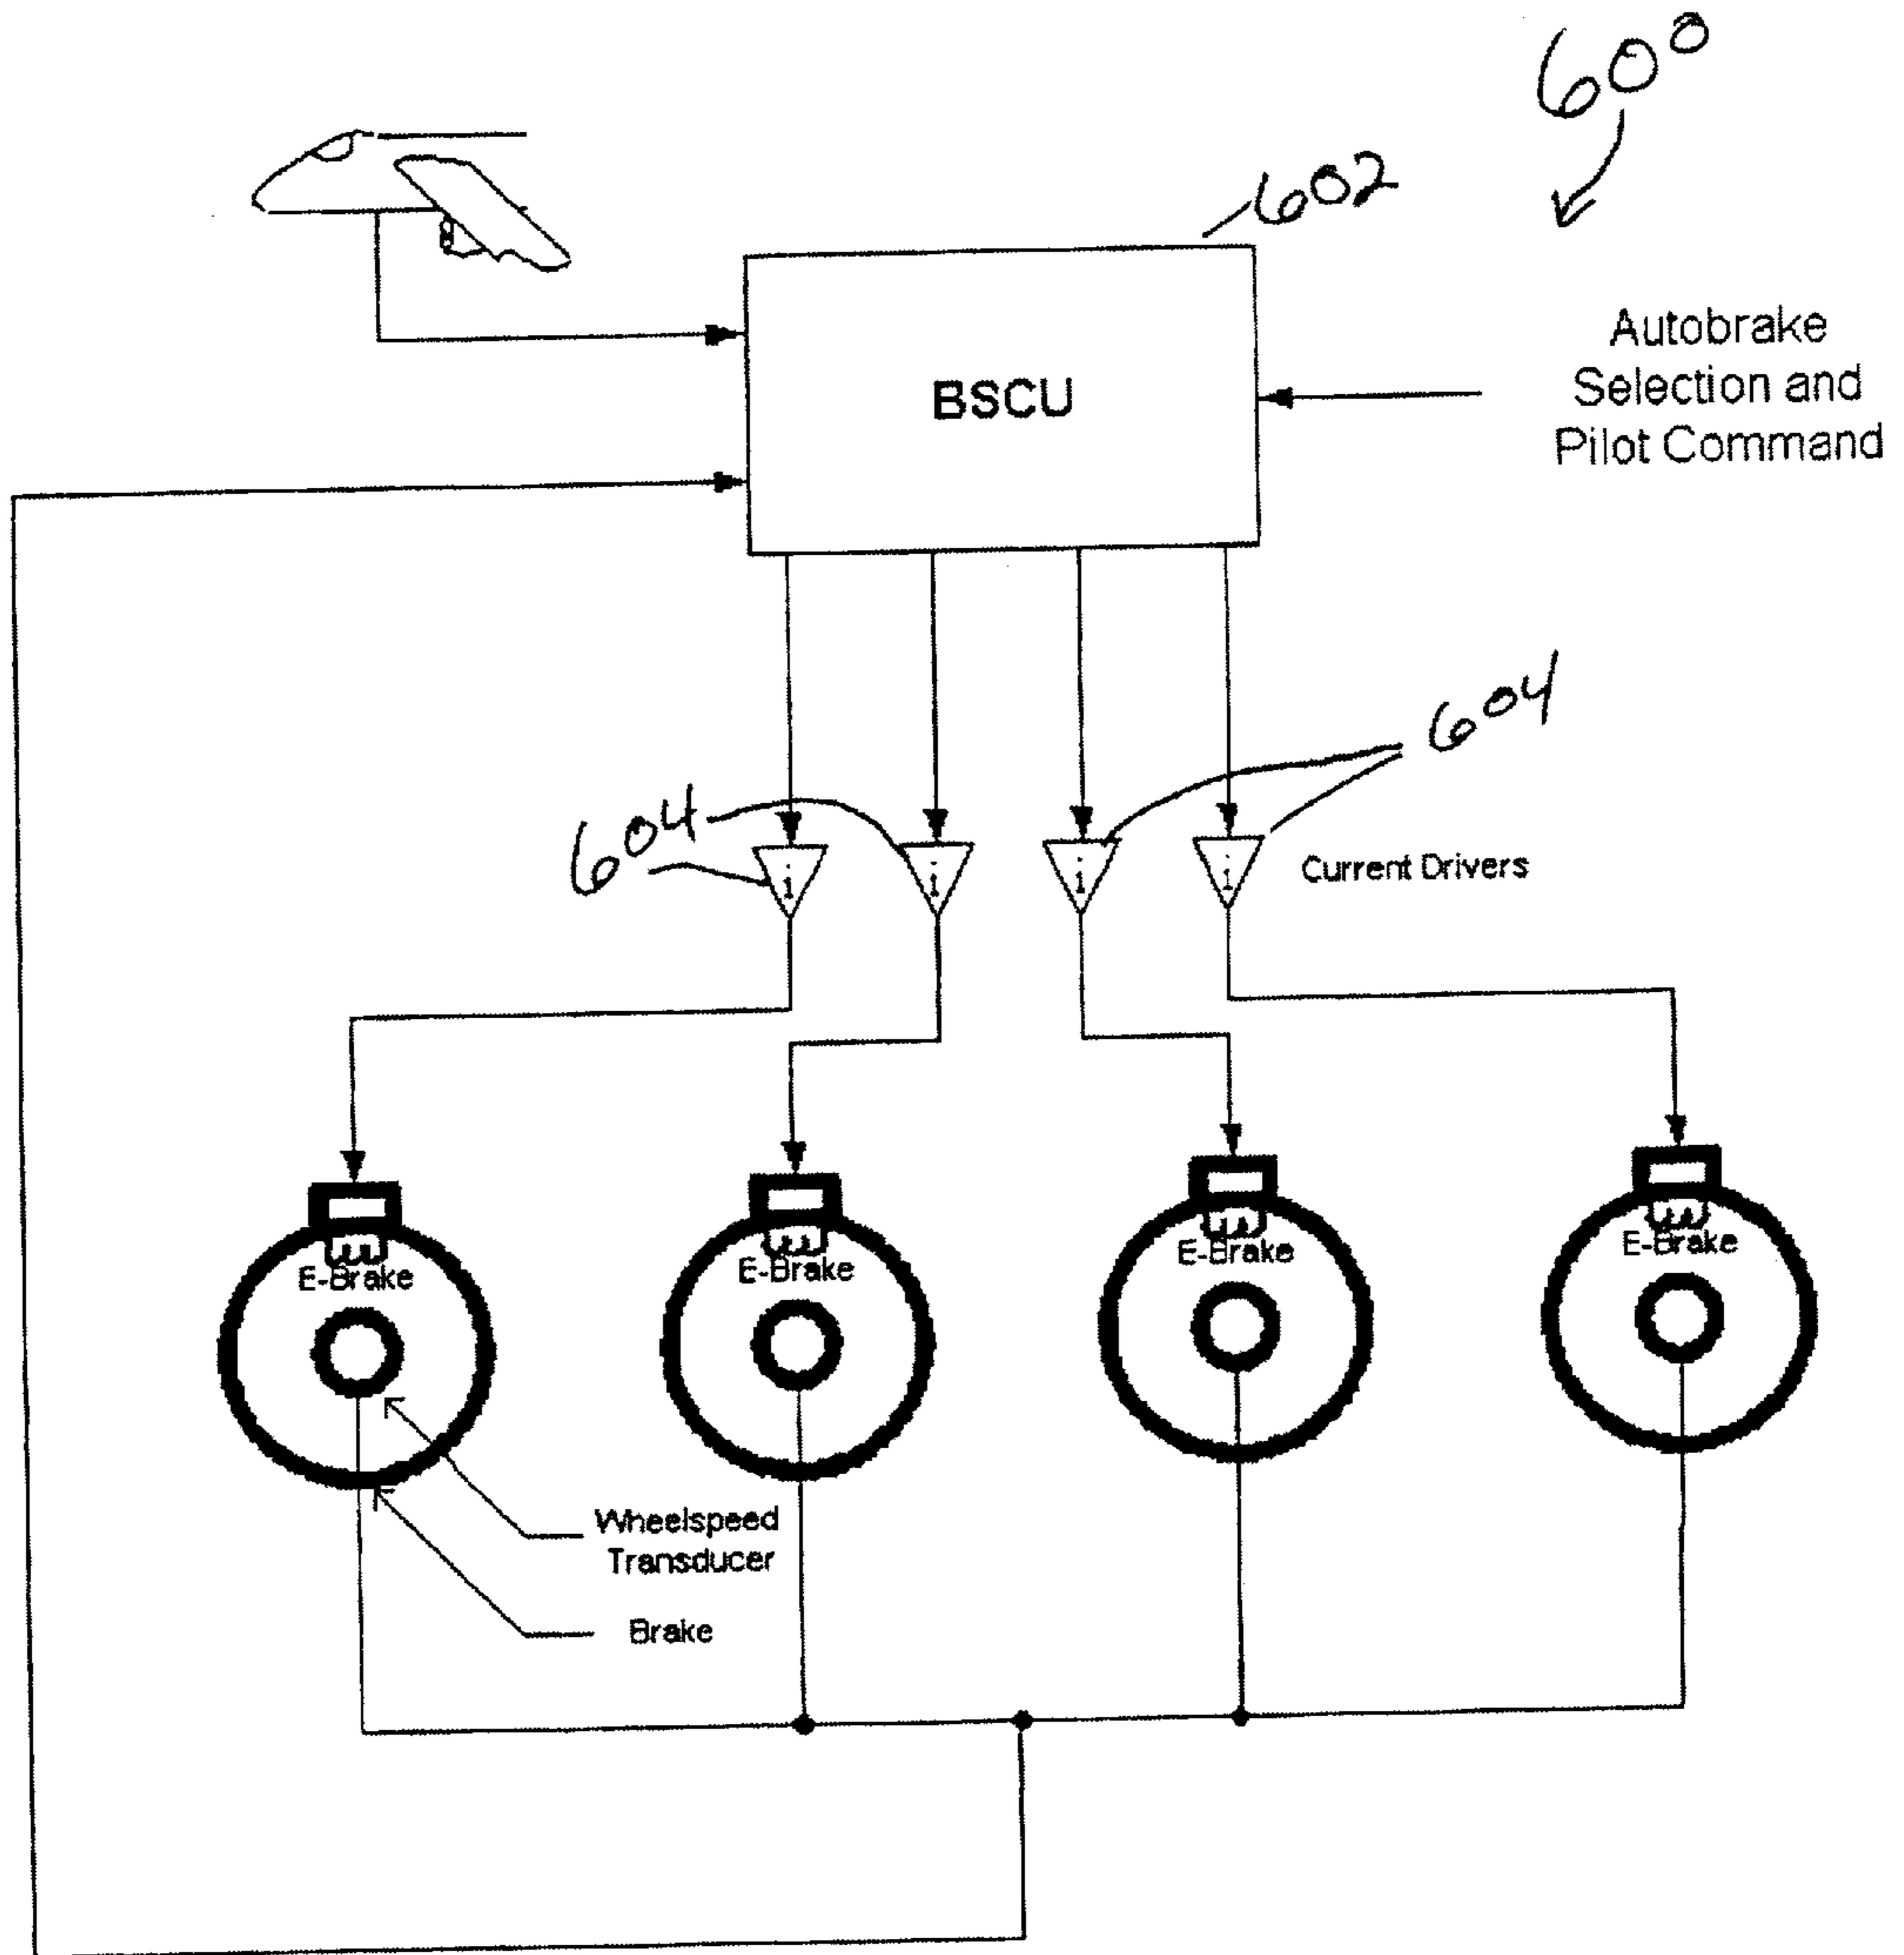 600
602
BSCU
Autobrake
Selection and
Pilot Command
604
604
i
i
i
i
Current Drivers
E-Brake
E-Brake
E-Brake
E-Brake
Wheelspeed
Transducer
Brake